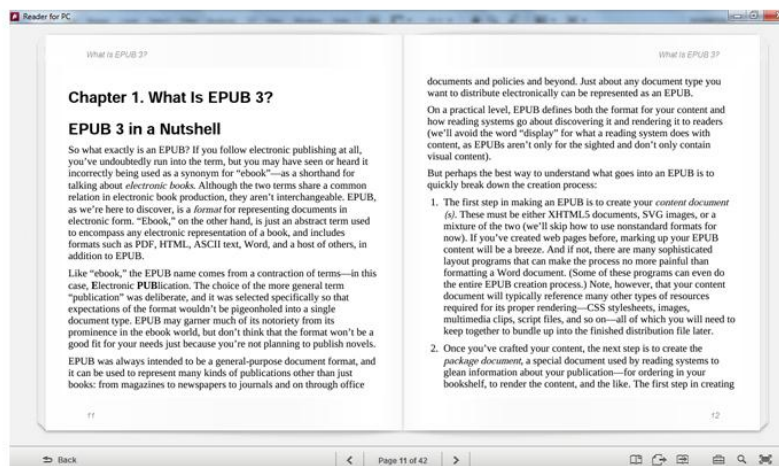 Reader for PC
What Is EPUB 3?
Chapter 1. What Is EPUB 3?
EPUB 3 in a Nutshell
So what exactly is an EPUB? If you follow electronic publishing at all,
you've undoubtedly run into the term, but you may have seen or heard it
incorrectly being used as a synonym for “ebook”—as a shorthand for
talking about electronic books. Although the two terms share a common
relation in electronic book production, they aren't interchangeable. EPUB,
as we're here to discover, is a format for representing documents in
electronic form. “Ebook,” on the other hand, is just an abstract term used
to encompass any electronic representation of a book, and includes
formats such as PDF, HTML, ASCII text, Word, and a host of others, in
addition to EPUB.
Like “ebook,” the EPUB name comes from a contraction of terms—in this
case, Electronic PUBlication. The choice of the more general term
“publication” was deliberate, and it was selected specifically so that
expectations of the format wouldn't be pigeonholed into a single
document type. EPUB may garner much of its notoriety from its
prominence in the ebook world, but don't think that the format won't be a
good fit for your needs just because you're not planning to publish novels.
EPUB was always intended to be a general-purpose document format, and
it can be used to represent many kinds of publications other than just
books: from magazines to newspapers to journals and on through office
11
What Is EPUB 3?
documents and policies and beyond. Just about any document type you
want to distribute electronically can be represented as an EPUB.
On a practical level, EPUB defines both the format for your content and
how reading systems go about discovering it and rendering it to readers
(we'll avoid the word “display” for what a reading system does with
content, as EPUBs aren't only for the sighted and don't only contain
visual content).
But perhaps the best way to understand what goes into an EPUB is to
quickly break down the creation process:
1. The first step in making an EPUB is to create your content document
(s). These must be either XHTML5 documents, SVG images, or a
mixture of the two (we'll skip how to use nonstandard formats for
now). If you've created web pages before, marking up your EPUB
content will be a breeze. And if not, there are many sophisticated
layout programs that can make the process no more painful than
formatting a Word document. (Some of these programs can even do
the entire EPUB creation process.) Note, however, that your content
document will typically reference many other types of resources
required for its proper rendering—CSS stylesheets, images,
multimedia clips, script files, and so on—all of which you will need to
keep together to bundle up into the finished distribution file later.
2. Once you've crafted your content, the next step is to create the
package document, a special document used by reading systems to
glean information about your publication—for ordering in your
bookshelf, to render the content, and the like. The first step in creating
12
Back
Page 11 of 42